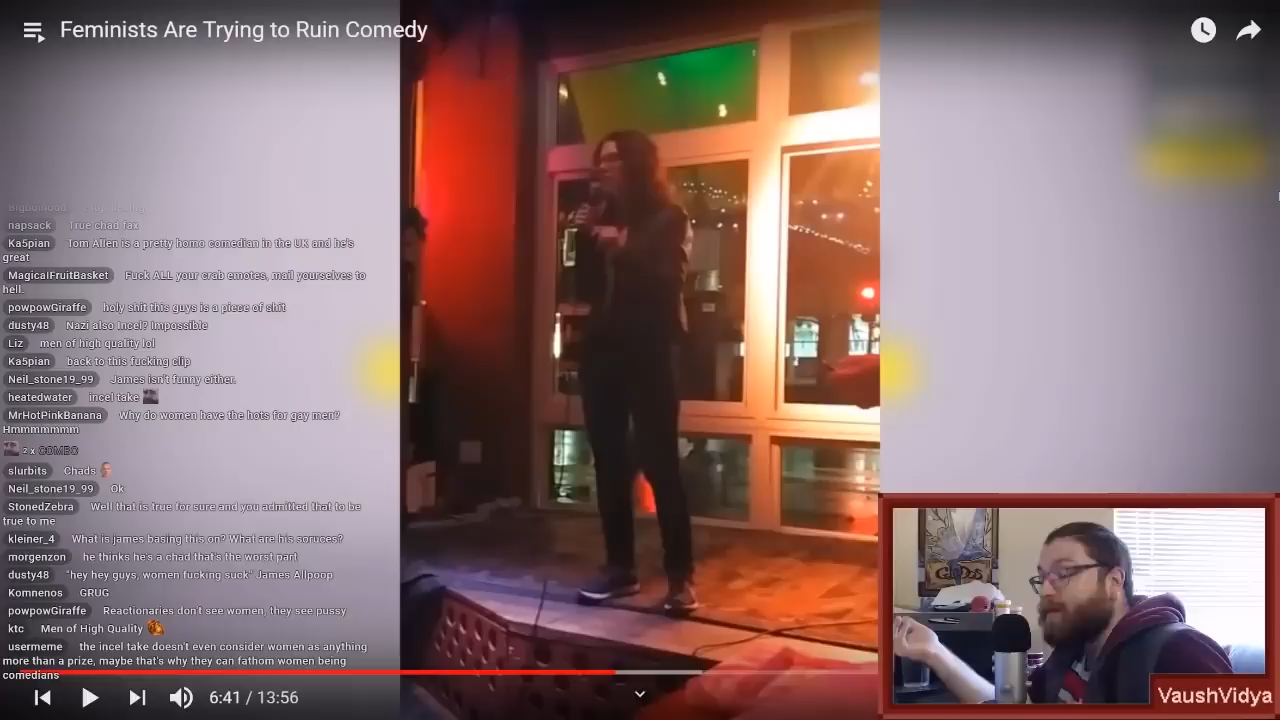 Feminists Are Trying to Ruin Comedy
napsack True chad fax
Ka5pian Tom Allen is a pretty homo comedian in the UK and he's
great
MagicalFruitBasket Fuck ALL your crab emotes, mail yourselves to
hell.
powpowGiraffe holy shit this guys is a piece of shit
dusty48 Nazi also Incel? Impossible
Liz men of high quality lol
Ka5pian back to this fucking clip
Neil_stone19_99 James isn't funny either.
heatedwater incel take
MrHotPinkBanana Why do women have the hots for gay men?
Hmmmmmmm
2 x COMBO
slurbits Chads
Neil_stone19_99 Ok
StonedZebra Well that is true for sure and you admitted that to be
true to me
kleiner_4 What is james basing this on? What are his sources?
morgenzon he thinks he's a chad that's the worst part
dusty48 "hey hey guys, women fucking suck" - James Allpoup
Konnenos GRUG
powpowGiraffe Reactionaries don't see women, they see pussy
ktc Men of High Quality
usermeme the incel take doesn't even consider women as anything
more than a prize, maybe that's why they can fathom women being
comedians
6:41 / 13:56
VaushVidya